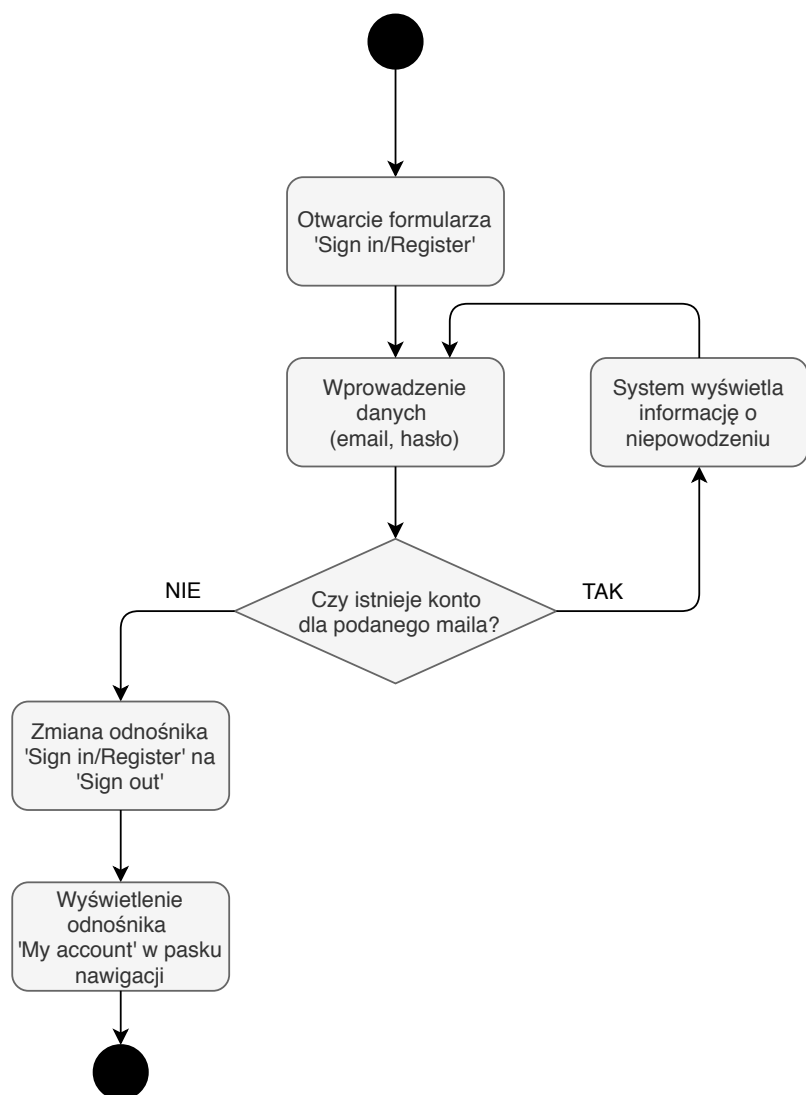 Otwarcie formularza
'Sign in/Register'
Wprowadzenie
danych
(email, hasło)
System wyświetla
informację o
niepowodzeniu
NIE
Czy istnieje konto
dla podanego maila?
TAK
Zmiana odnośnika
'Sign in/Register' na
'Sign out'
Wyświetlenie
odnośnika
'My account' w pasku
nawigacji